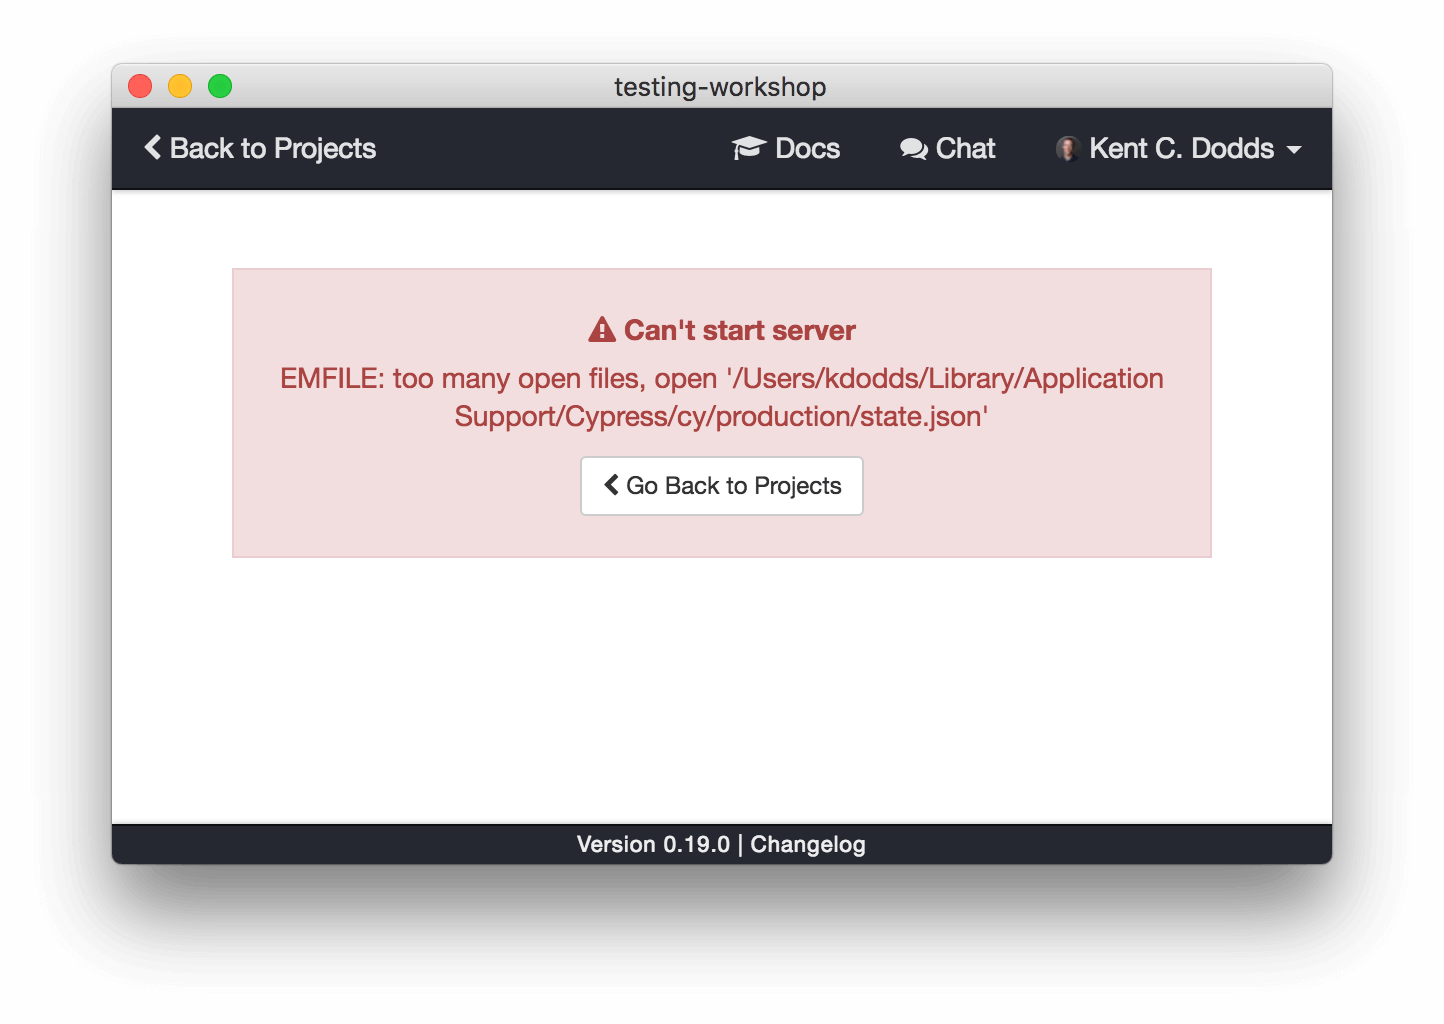 testing-workshop
Back to Projects
Docs
Chat
Kent C. Dodds
Can't start server
EMFILE: too many open files, open '/Users/kdodds/Library/Application
Support/Cypress/cy/production/state.json'
Go Back to Projects
Version 0.19.0 | Changelog